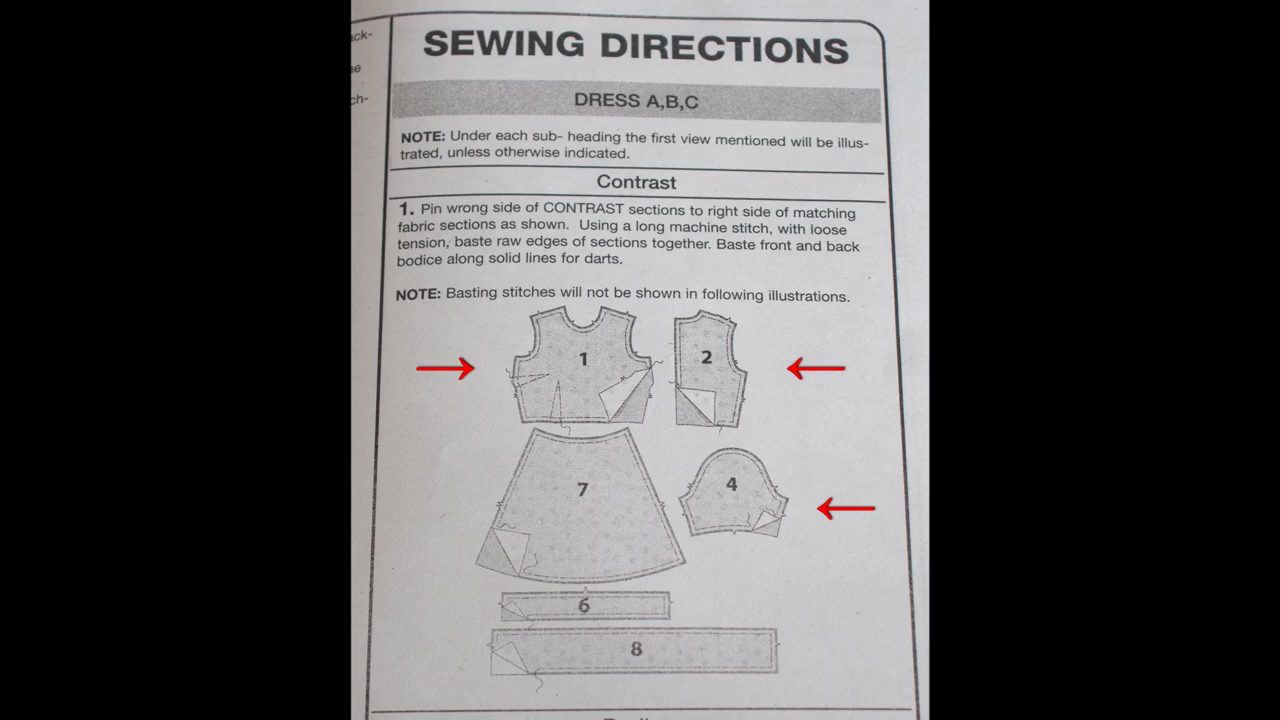 ck-
SEWING DIRECTIONS
ch-
DRESS A,B,C
NOTE: Under each sub- heading the first view mentioned will be illus-
trated, unless otherwise indicated.
Contrast
1. Pin wrong side of CONTRAST sections to right side of matching
fabric sections as shown. Using a long machine stitch, with loose
tension, baste raw edges of sections together. Baste front and back
bodice along solid lines for darts.
NOTE: Basting stitches will not be shown in following illustrations.
1
2
7
4
6
8